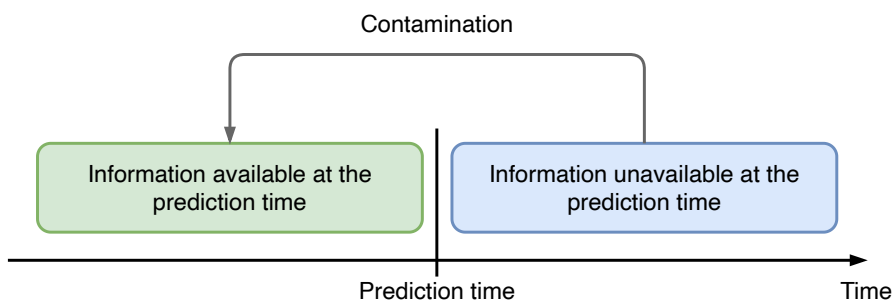 Contamination
Information available at the
prediction time
Information unavailable at the
prediction time
Prediction time
Time